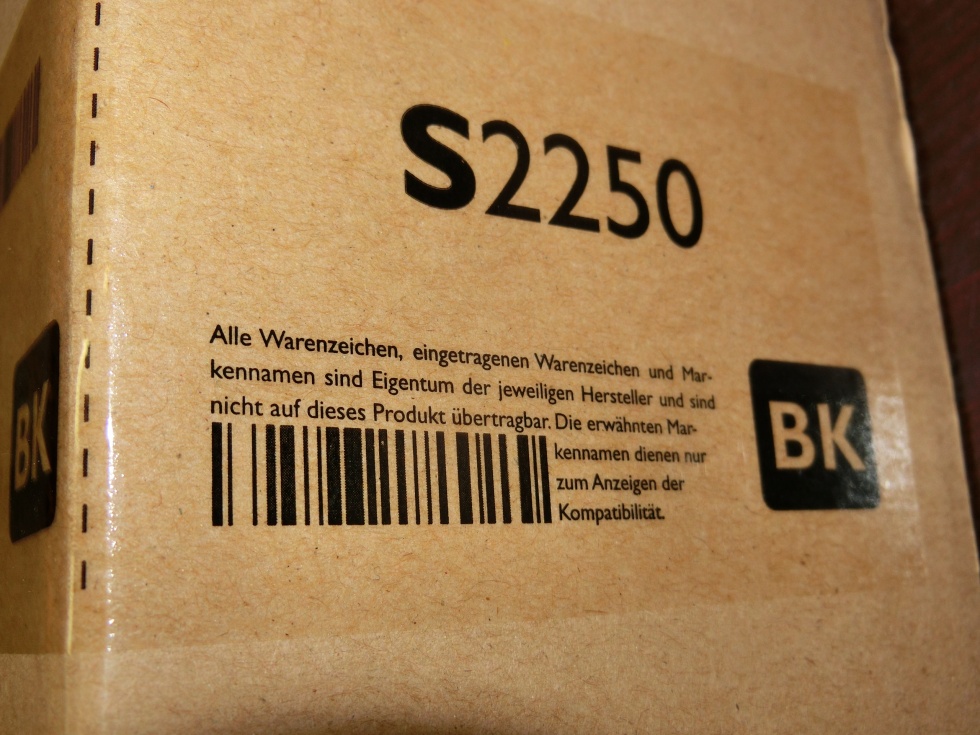 S2250
Alle Warenzeichen, eingetragenen Warenzeichen und Mar-
kennamen sind Eigentum der jeweiligen Hersteller und sind
nicht auf dieses Produkt übertragbar. Die erwähnten Mar-
kennamen dienen nur
zum Anzeigen der
Kompatibilität.
BK
BK